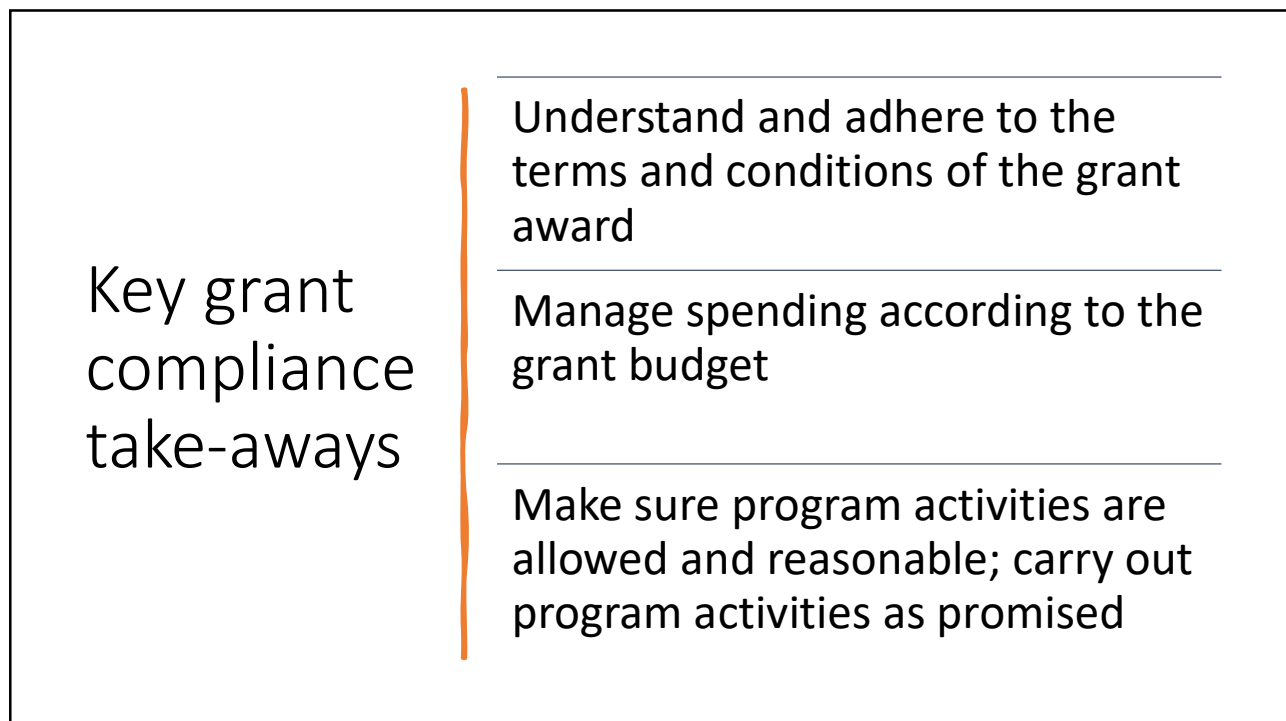 Key grant
compliance
take-aways
Understand and adhere to the
terms and conditions of the grant
award
Manage spending according to the
grant budget
Make sure program activities are
allowed and reasonable; carry out
program activities as promised